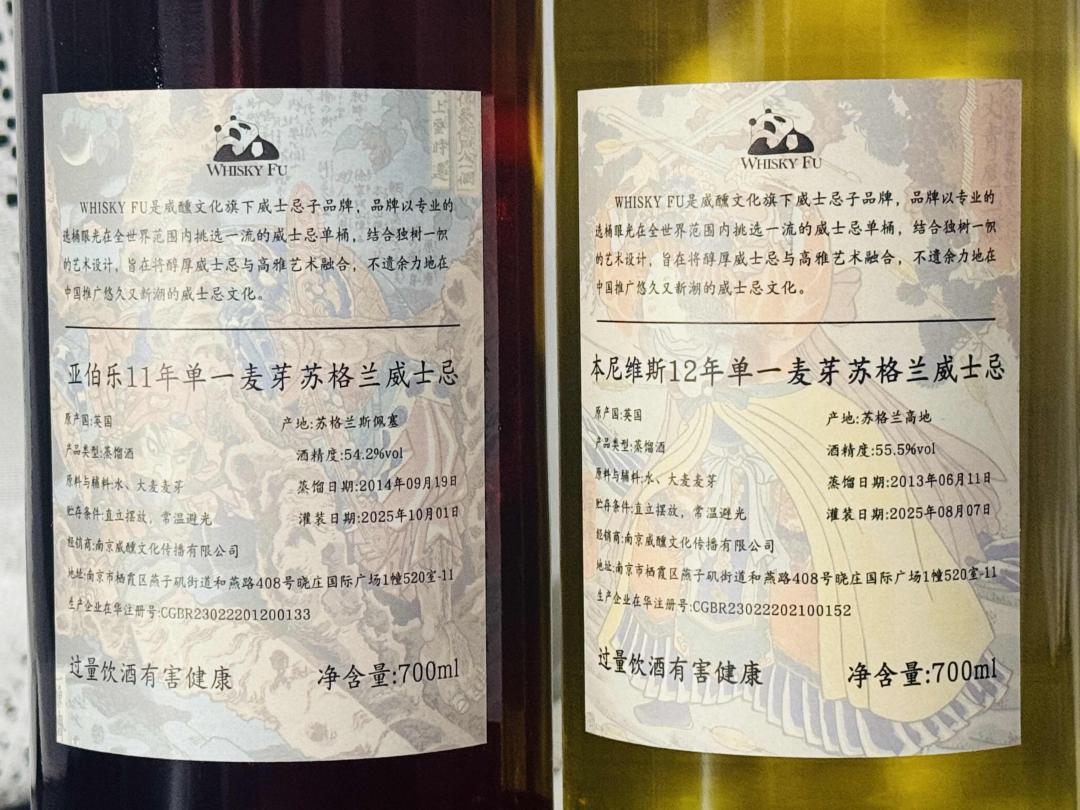 WHISKY FU
WHISKY FU是威醺文化旗下威士忌子品牌，品牌以专业的
选桶眼光在全世界范围内挑选一流的威士忌单桶，结合独树一帜
的艺术设计，旨在将醇厚威士忌与高雅艺术融合，不遗余力地在
中国推广悠久又新潮的威士忌文化。
亚伯乐11年单一麦芽苏格兰威士忌
原产国:英国 产地:苏格兰斯佩塞
产品类型:蒸馏酒 酒精度:54.2%vol
原料与辅料:水、大麦麦芽 蒸馏日期:2014年09月19日
贮存条件:直立摆放，常温避光 灌装日期:2025年10月01日
经销商:南京威醺文化传播有限公司
地址:南京市栖霞区燕子矶街道和燕路408号晓庄国际广场1幢520室-11
生产企业在华注册号:CGBR23022201200133
过量饮酒有害健康 净含量:700ml
WHISKY FU
WHISKY FU是威醺文化旗下威士忌子品牌，品牌以专业的
选桶眼光在全世界范围内挑选一流的威士忌单桶，结合独树一帜
的艺术设计，旨在将醇厚威士忌与高雅艺术融合，不遗余力地在
中国推广悠久又新潮的威士忌文化。
本尼维斯12年单一麦芽苏格兰威士忌
原产国:英国 产地:苏格兰高地
产品类型:蒸馏酒 酒精度:55.5%vol
原料与辅料:水、大麦麦芽 蒸馏日期:2013年06月11日
贮存条件:直立摆放，常温避光 灌装日期:2025年08月07日
经销商:南京威醺文化传播有限公司
地址:南京市栖霞区燕子矶街道和燕路408号晓庄国际广场1幢520室-11
生产企业在华注册号:CGBR23022202100152
过量饮酒有害健康 净含量:700ml